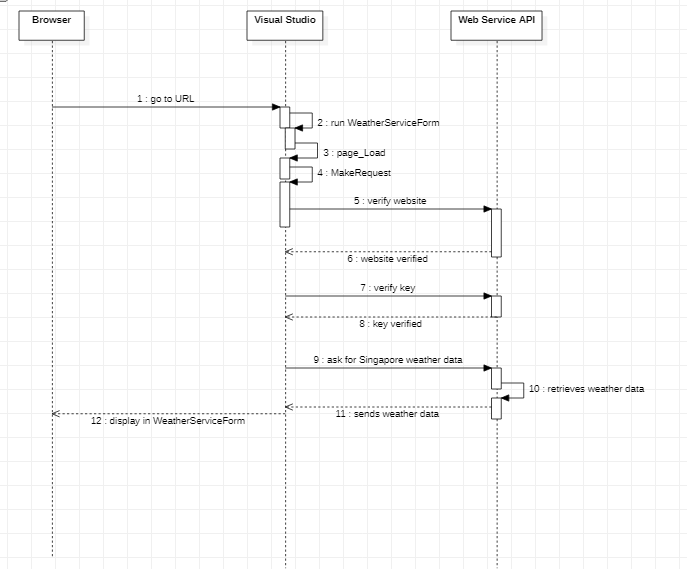 Browser
Visual Studio
Web Service API
1 : go to URL
2 : run WeatherServiceForm
3 : page_Load
4 : MakeRequest
5 : verify website
6 : website verified
7 : verify key
8 : key verified
9 : ask for Singapore weather data
10 : retrieves weather data
11 : sends weather data
12 : display in WeatherServiceForm